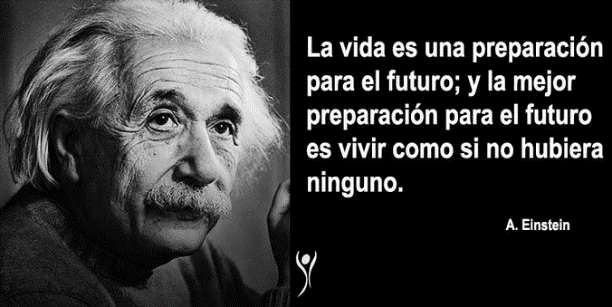 La vida es una preparación
para el futuro; y la mejor
preparación para el futuro
es vivir como si no hubiera
ninguno.
A. Einstein